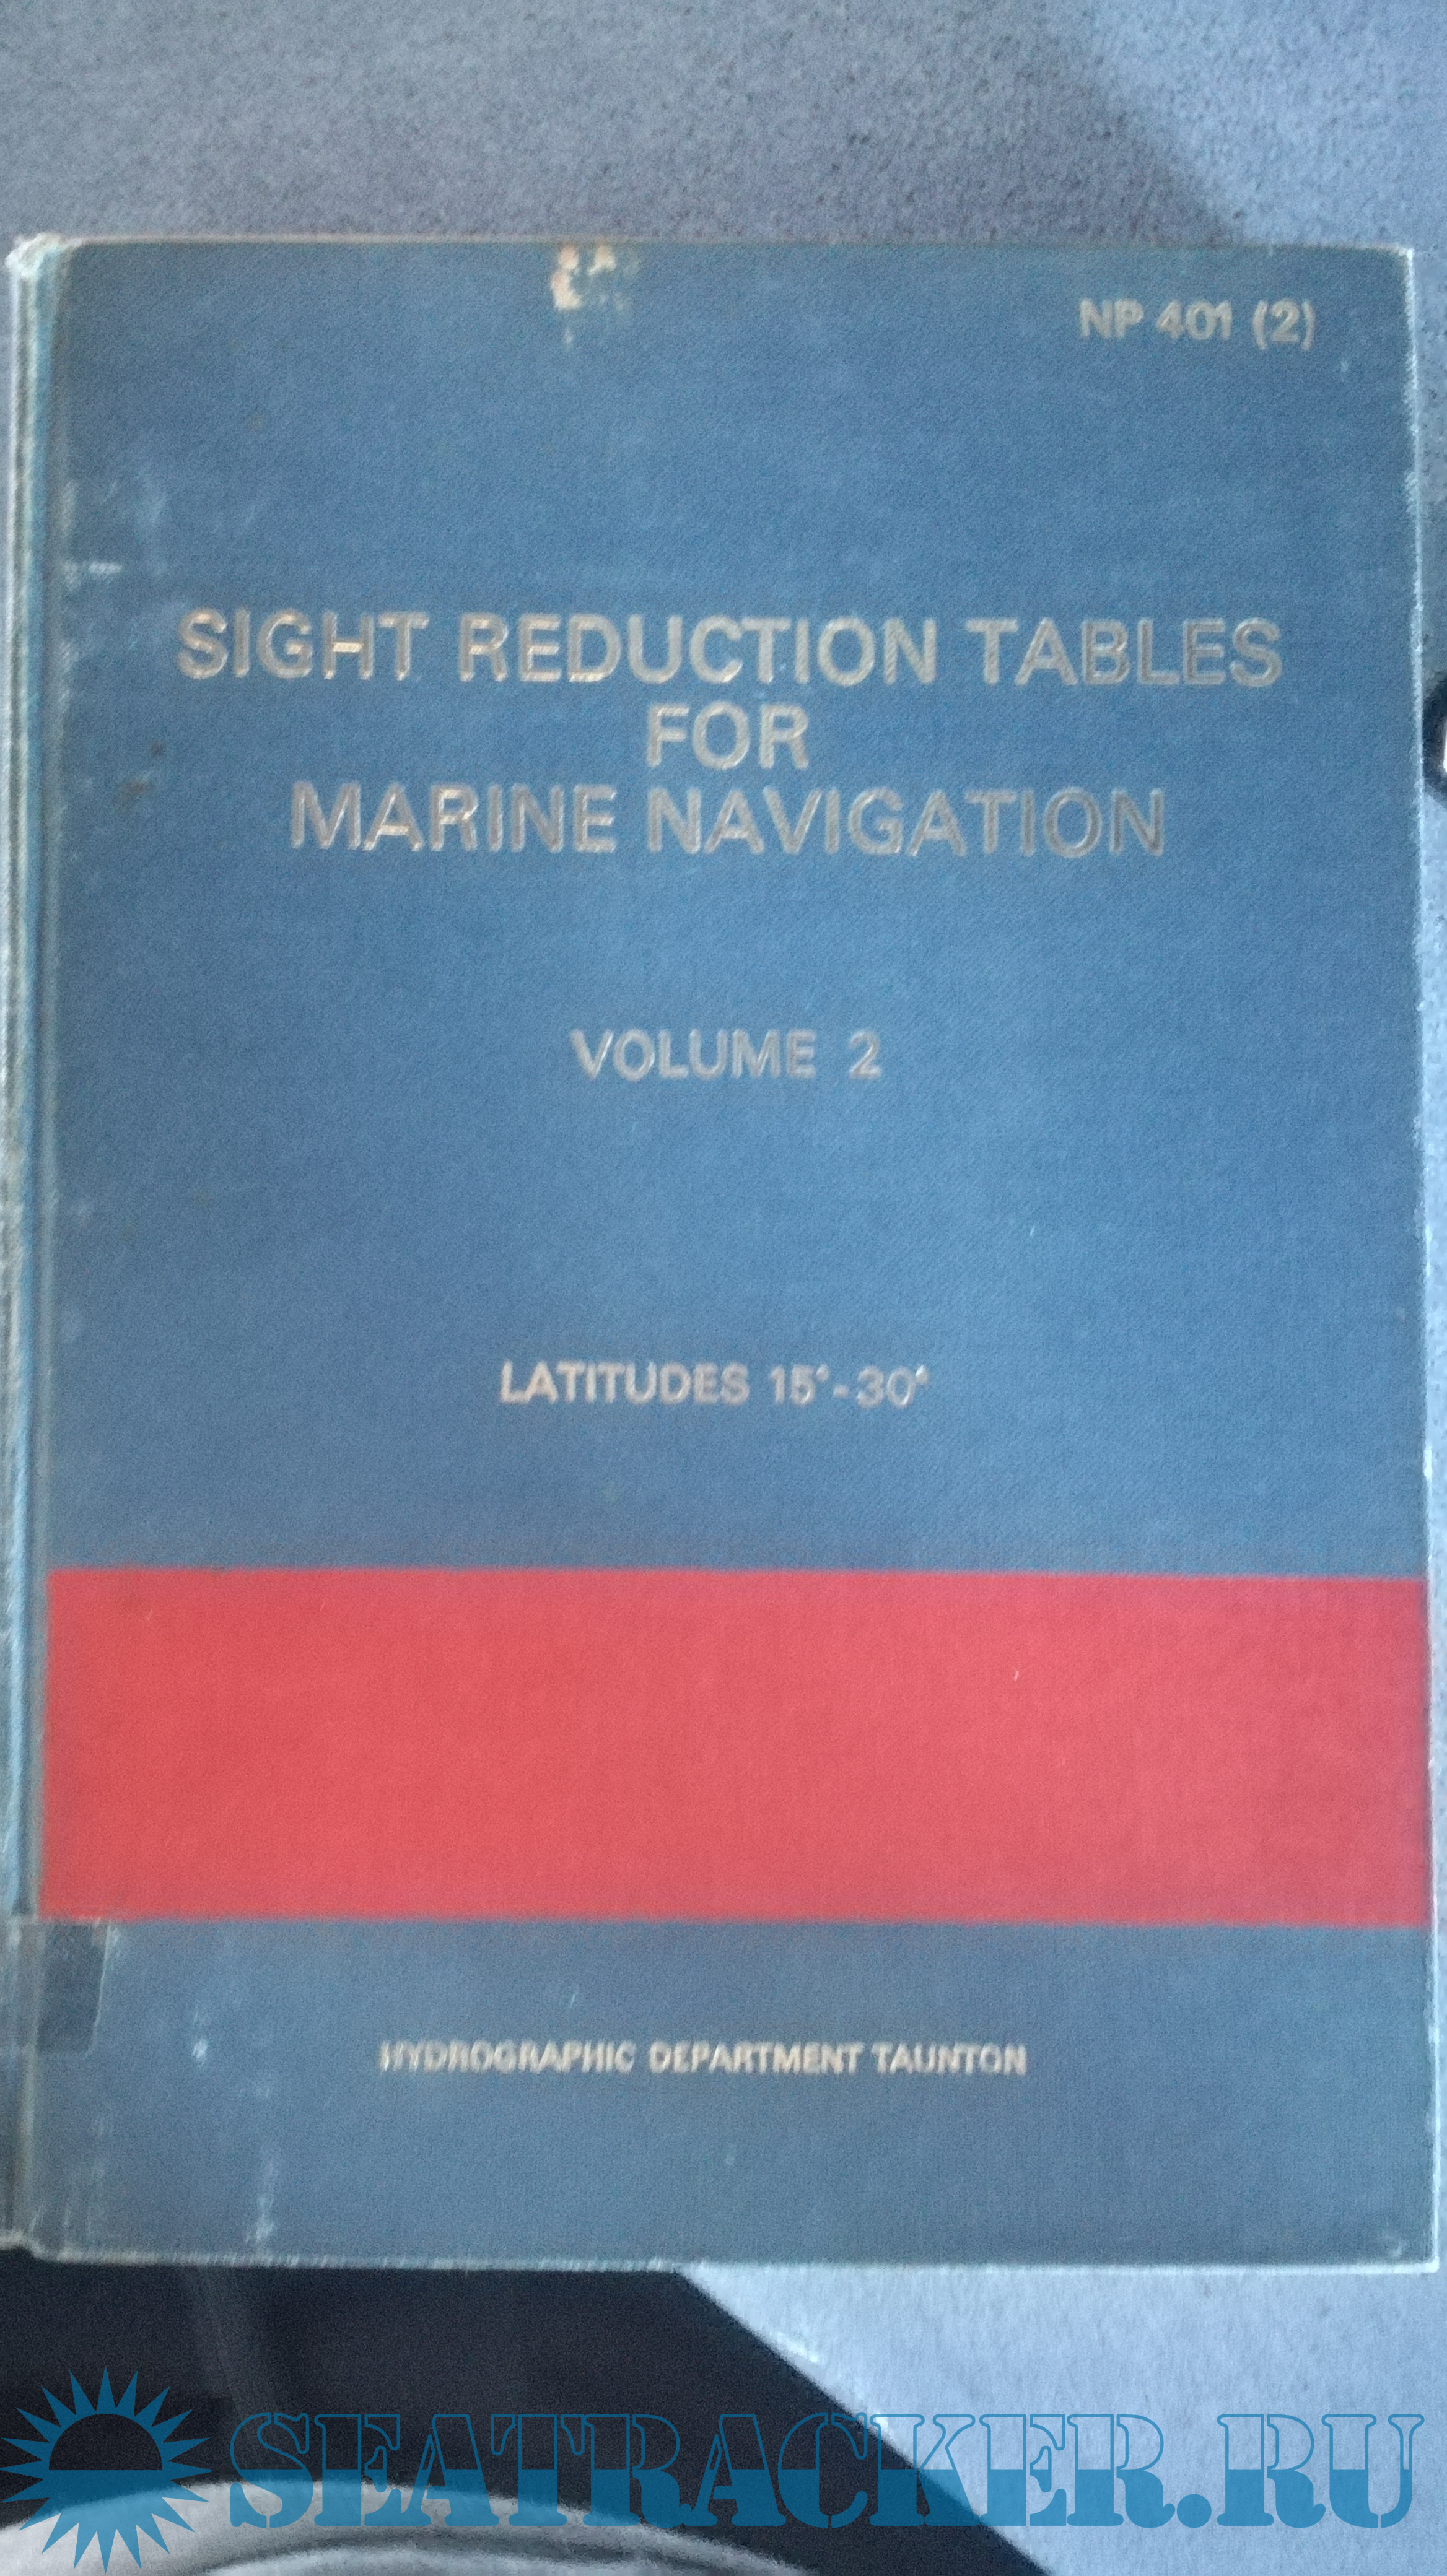 NP 401 (2)
SIGHT REDUCTION TABLES
FOR
MARINE NAVIGATION
VOLUME 2
LATITUDES 15°-30°
HYDROGRAPHIC DEPARTMENT TAUNTON
SEATRACKER.RU